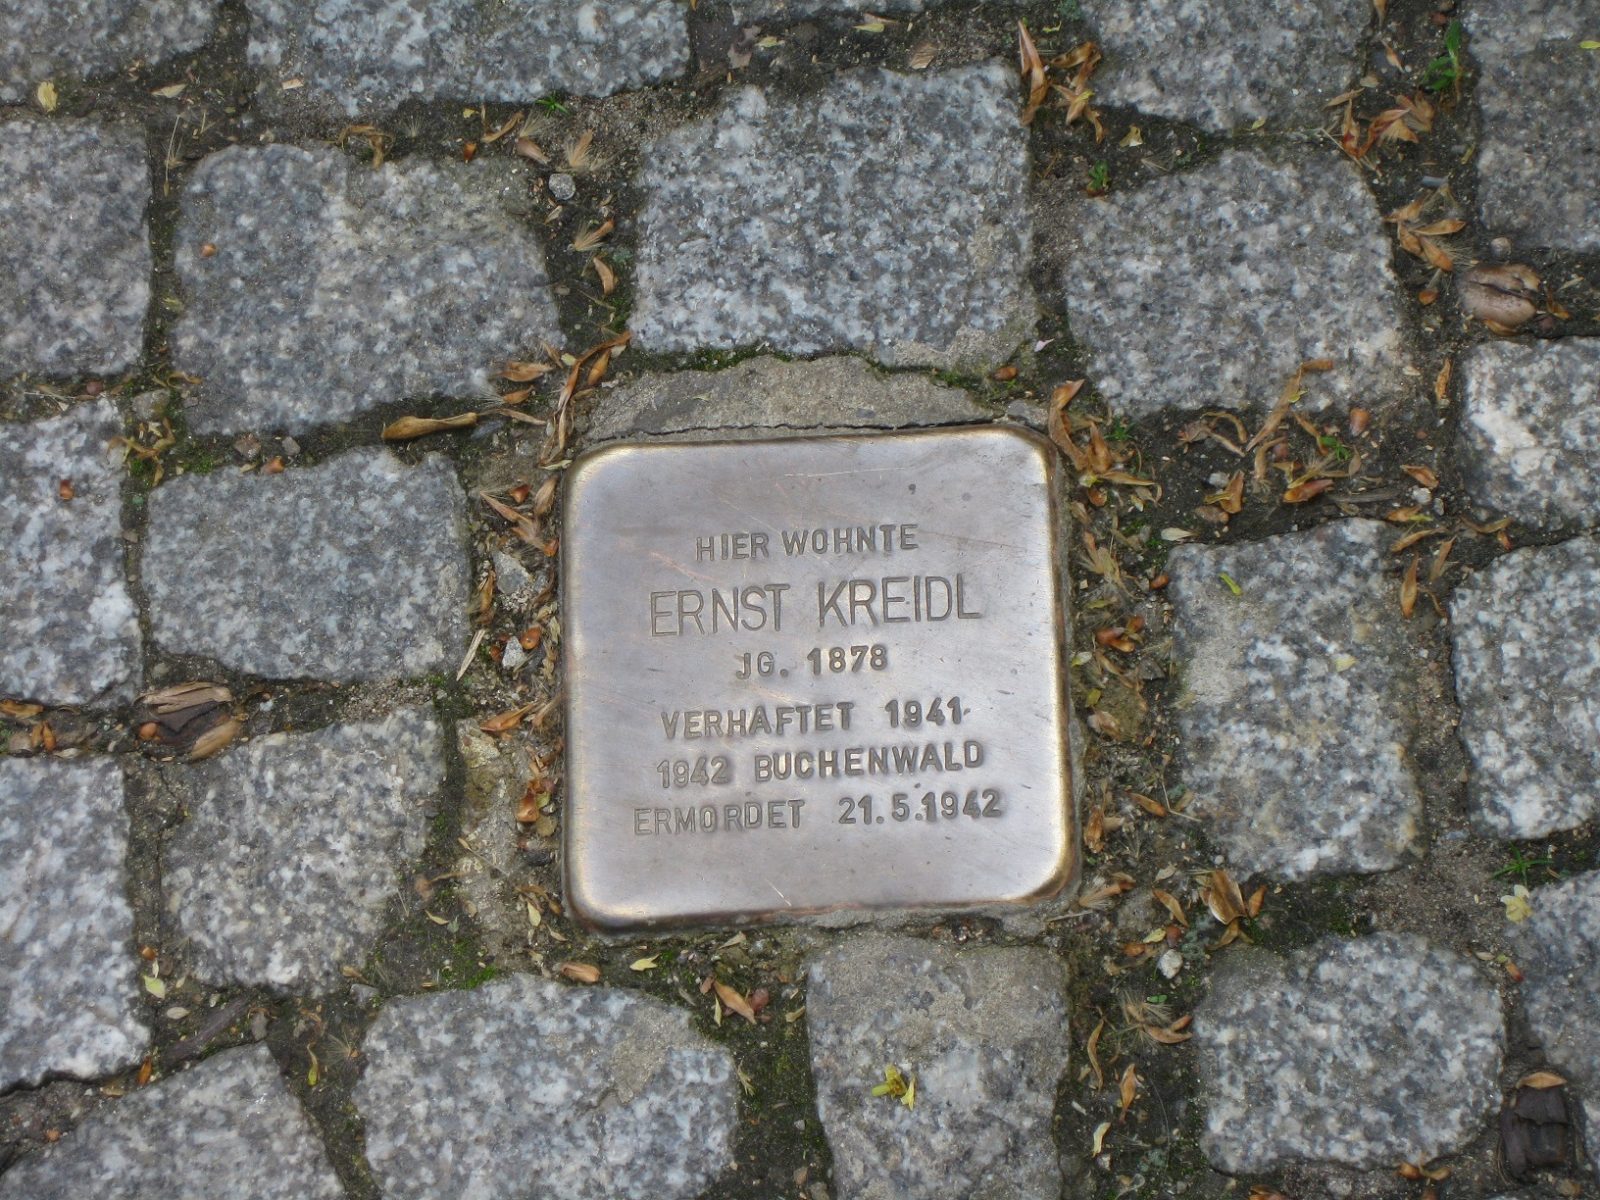 HIER WOHNTE
ERNST KREIDL
JG. 1878
VERHAFTET 1941
1942 BUCHENWALD
ERMORDET 21.5.1942